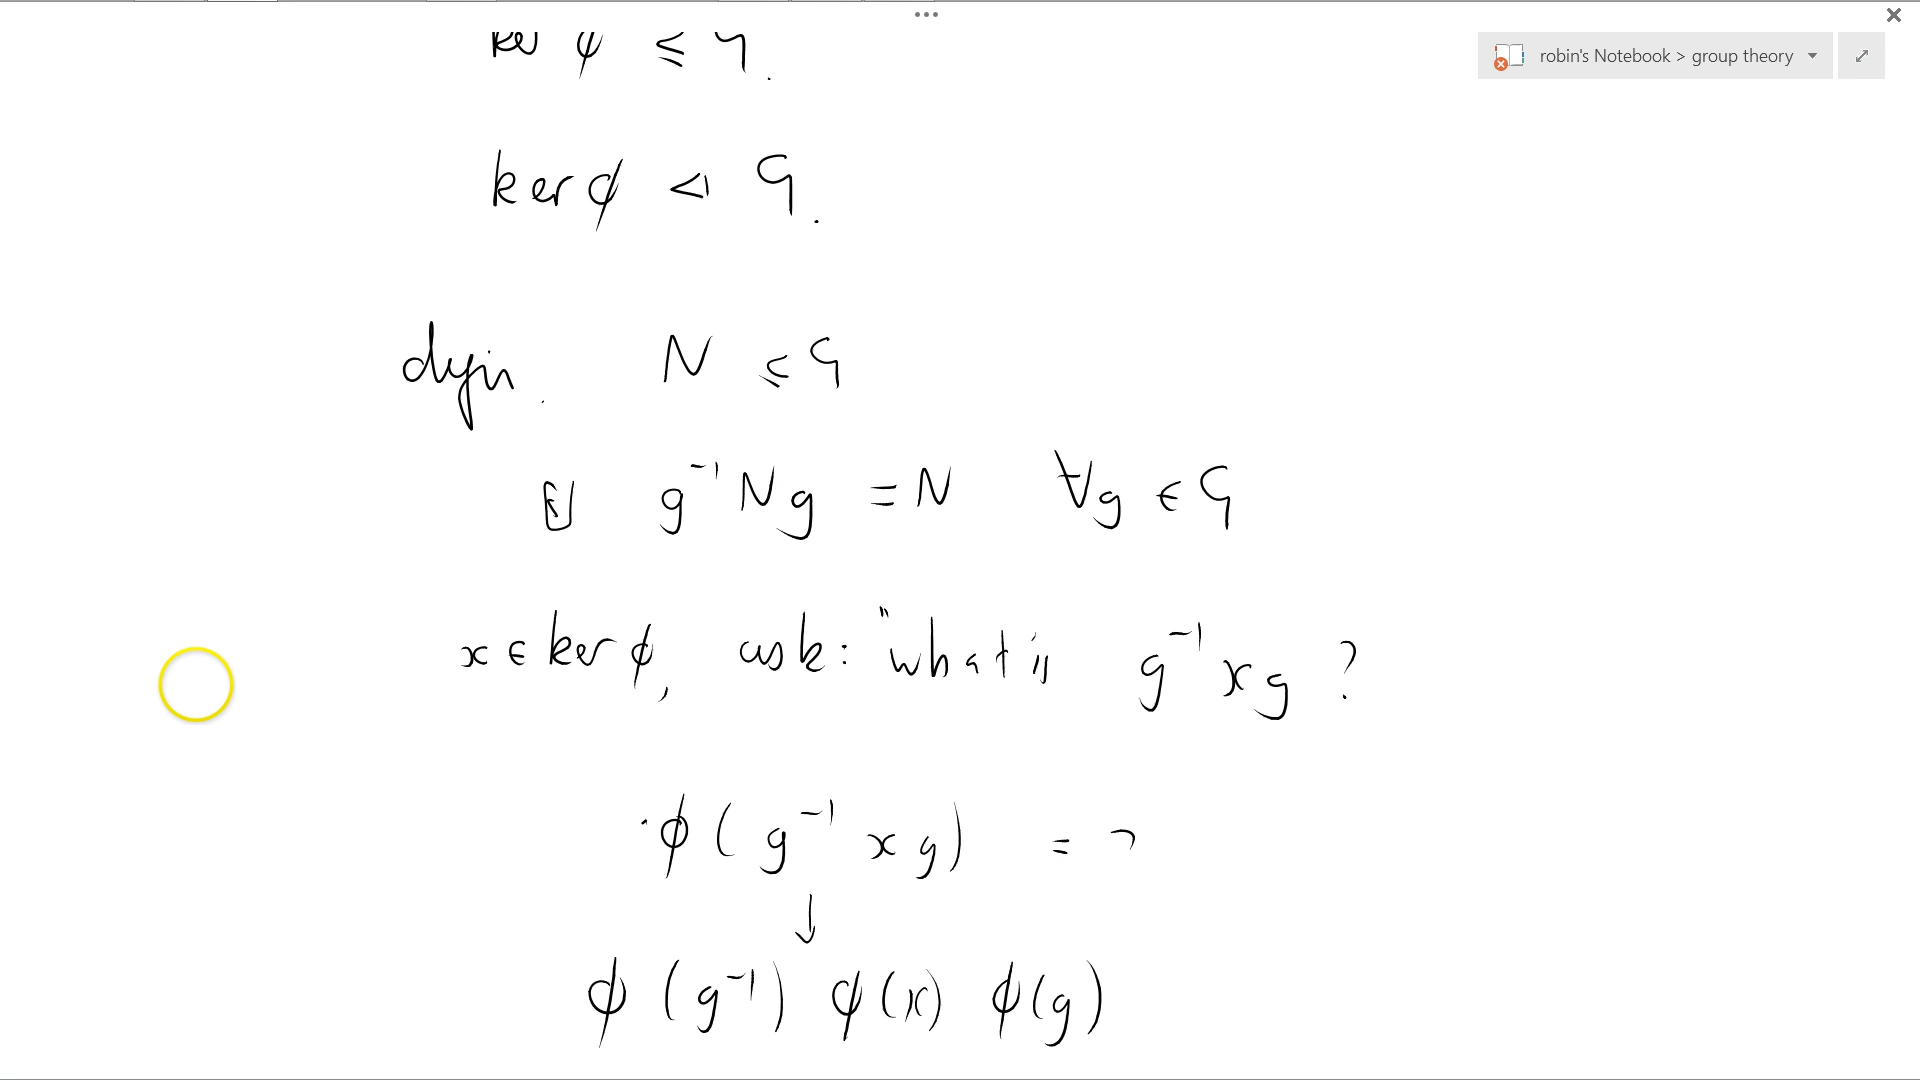 robin's Notebook > group theory
ker φ ≤ G.
ker φ ◁ G.
defn. N ≤ G
if g⁻¹Ng = N ∀g ∈ G
x ∈ ker φ, ask: "what is g⁻¹xg ?
φ(g⁻¹xg) = ?
↓
φ(g⁻¹) φ(x) φ(g)